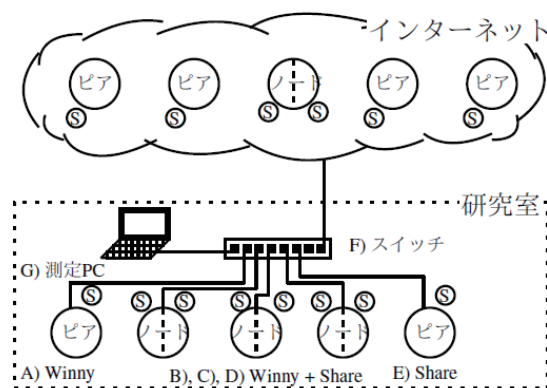 インターネット
ピア ピア ノード ピア ピア
S S S S S S
研究室
F) スイッチ
G) 測定PC
S S S S S S S S
ピア ノード ノード ノード ピア
A) Winny B), C), D) Winny + Share E) Share